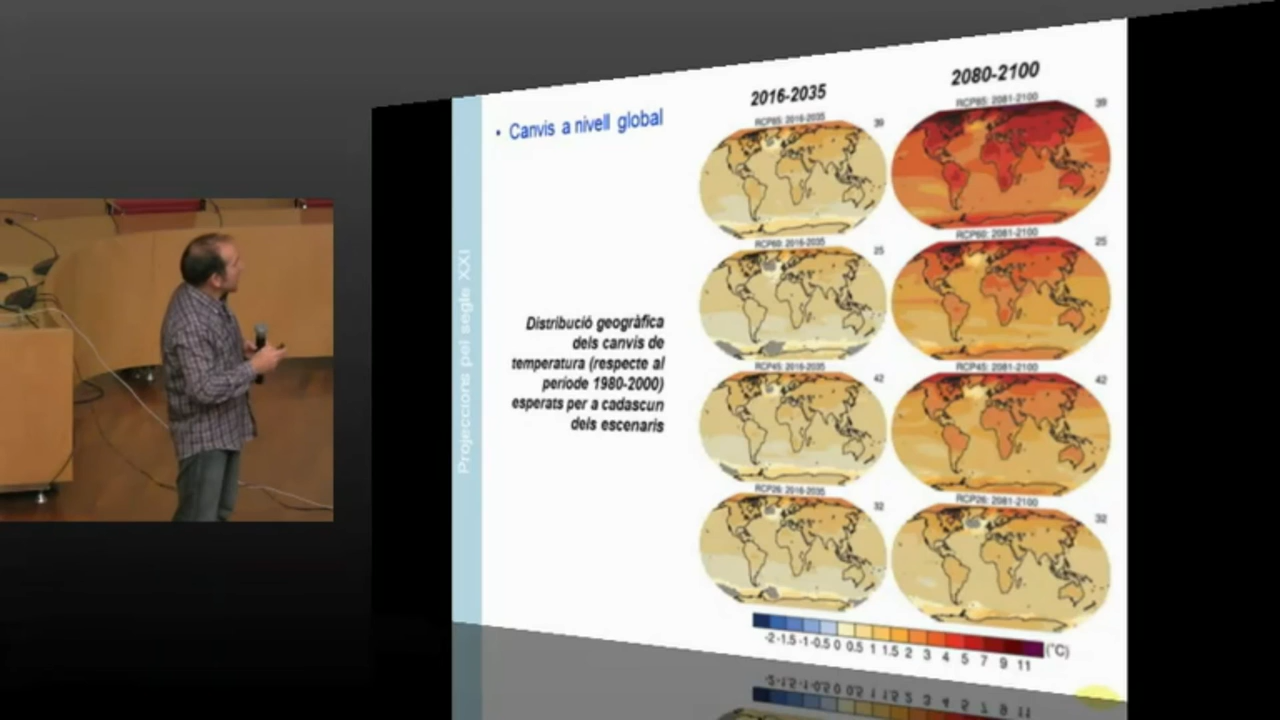 Projeccions pel segle XXI
• Canvis a nivell global
Distribució geogràfica
dels canvis de
temperatura (respecte al
període 1980-2000)
esperats per a cadascun
dels escenaris
2016-2035
2080-2100
RCP85: 2016-2035
39
RCP85: 2081-2100
39
RCP60: 2016-2035
25
RCP60: 2081-2100
25
RCP45: 2016-2035
42
RCP45: 2081-2100
42
RCP26: 2016-2035
32
RCP26: 2081-2100
32
-2 -1.5 -1 -0.5 0 0.5 1 1.5 2 3 4 5 7 9 11 (°C)